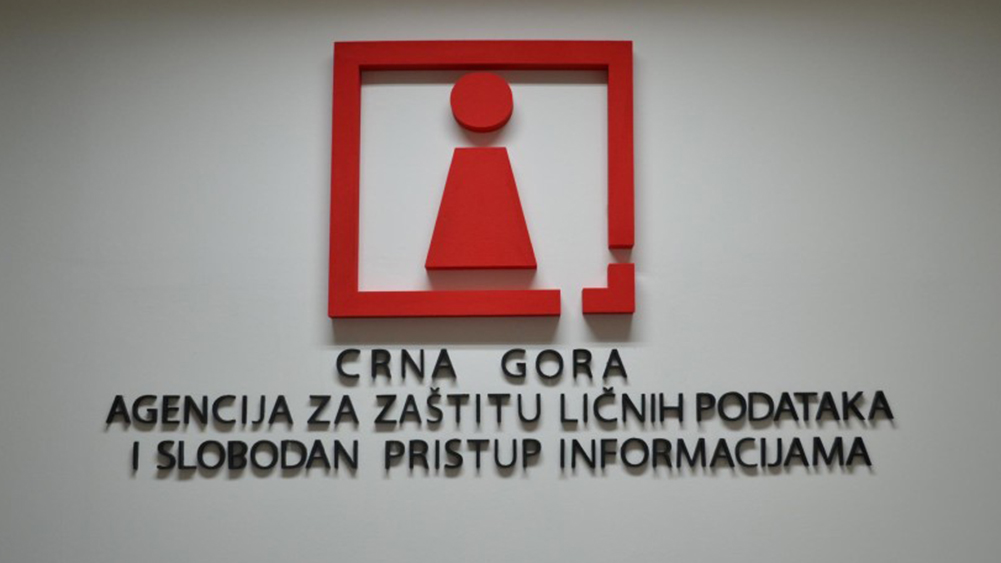 CRNA GORA
AGENCIJA ZA ZAŠTITU LIČNIH PODATAKA
I SLOBODAN PRISTUP INFORMACIJAMA